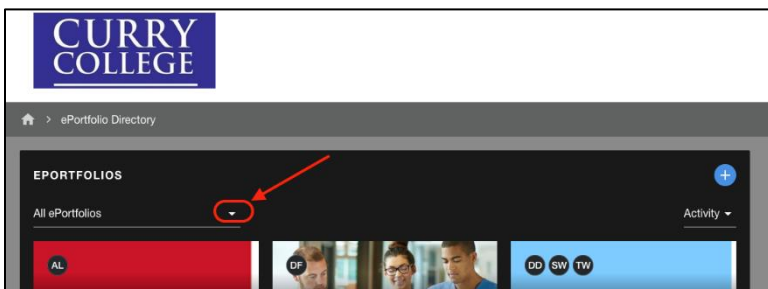 CURRY
COLLEGE
> ePortfolio Directory
EPORTFOLIOS
All ePortfolios
Activity
AL
DF
DD SW TW